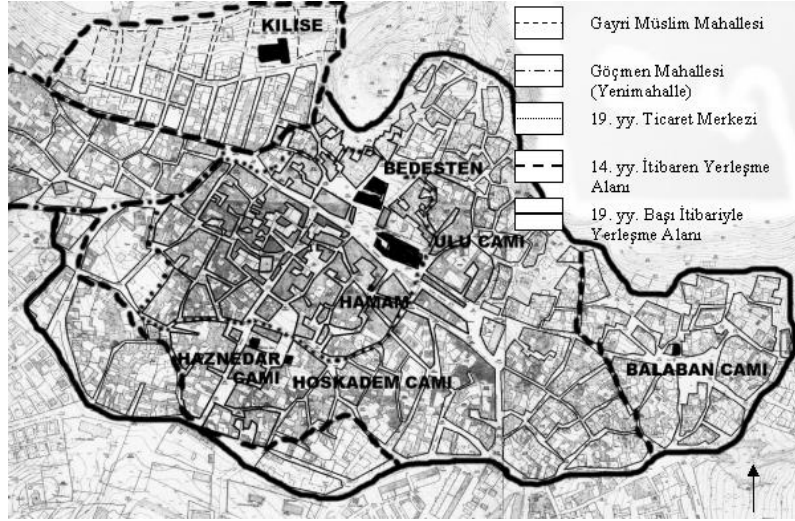 KILISE
BEDESTEN
ULU CAMI
HAMAM
HAZNEDAR
CAMI
HOSKADEM CAMI
BALABAN CAMI
Gayri Müslim Mahallesi
Göçmen Mahallesi
(Yenimahalle)
19. yy. Ticaret Merkezi
14. yy. İtibaren Yerleşme
Alanı
19. yy. Başı İtibariyle
Yerleşme Alanı